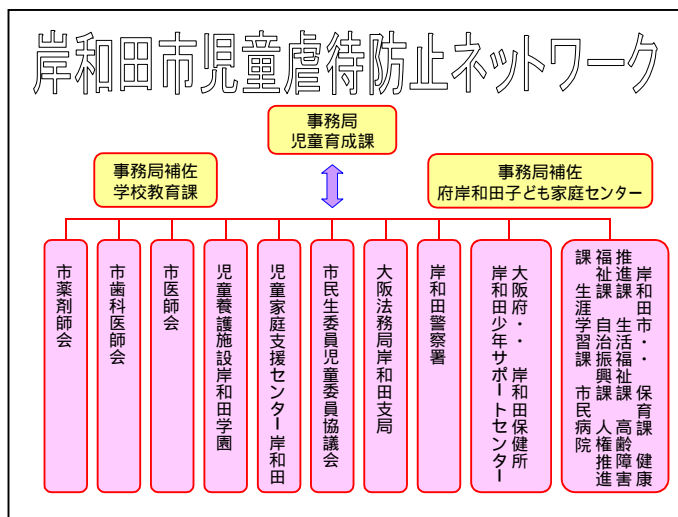 岸和田市児童虐待防止ネットワーク
事務局
児童育成課
事務局補佐
学校教育課
事務局補佐
府岸和田子ども家庭センター
市薬剤師会
市歯科医師会
市医師会
児童養護施設岸和田学園
児童家庭支援センター岸和田
市民生委員児童委員協議会
大阪法務局岸和田支局
岸和田警察署
大阪府・・ 岸和田保健所
岸和田少年サポートセンター
岸和田市・・ 保育課 健康
推進課 生活福祉課 高齢障害
福祉課 自治振興課 人権推進
課 生涯学習課 市民病院